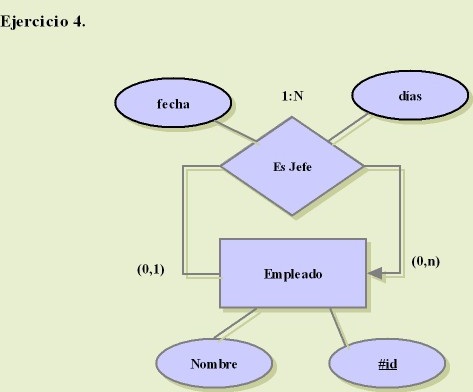 Ejercicio 4.
1:N
días
fecha
Es Jefe
(0,1)
(0,n)
Empleado
Nombre
#id